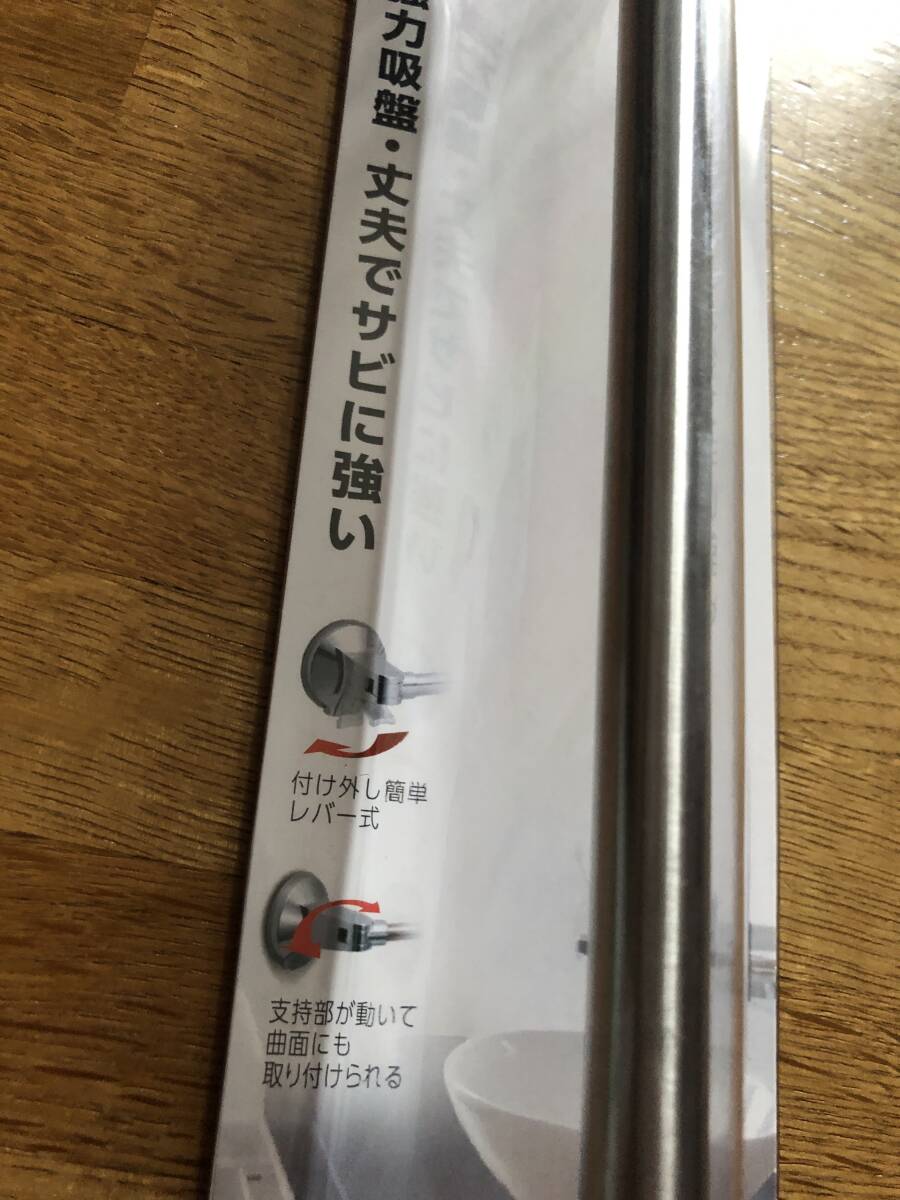 強力吸盤・丈夫でサビに強い
付け外し簡単
レバー式
支持部が動いて
曲面にも
取り付けられる